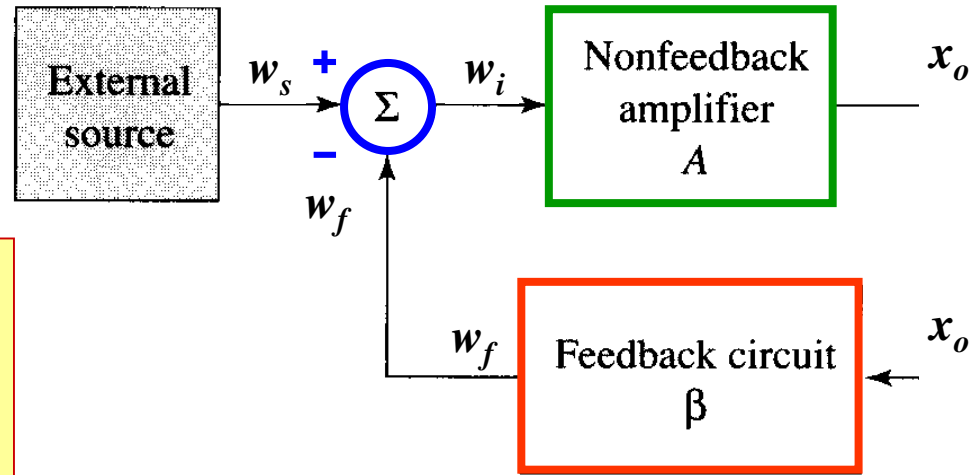 External
source
w_s
+
−
Σ
w_i
Nonfeedback
amplifier
A
x_o
w_f
w_f
Feedback circuit
β
x_o